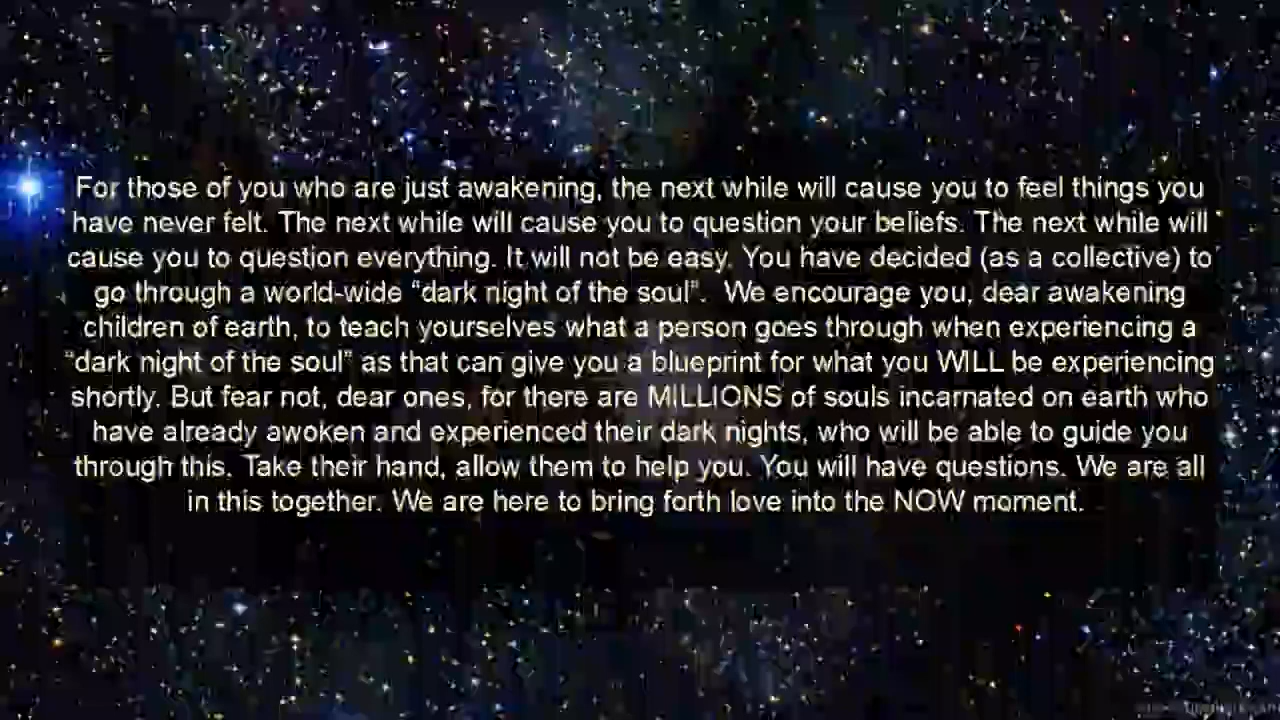 For those of you who are just awakening, the next while will cause you to feel things you
have never felt. The next while will cause you to question your beliefs. The next while will
cause you to question everything. It will not be easy. You have decided (as a collective) to
go through a world-wide “dark night of the soul”.  We encourage you, dear awakening
children of earth, to teach yourselves what a person goes through when experiencing a
“dark night of the soul” as that can give you a blueprint for what you WILL be experiencing
shortly. But fear not, dear ones, for there are MILLIONS of souls incarnated on earth who
have already awoken and experienced their dark nights, who will be able to guide you
through this. Take their hand, allow them to help you. You will have questions. We are all
in this together. We are here to bring forth love into the NOW moment.